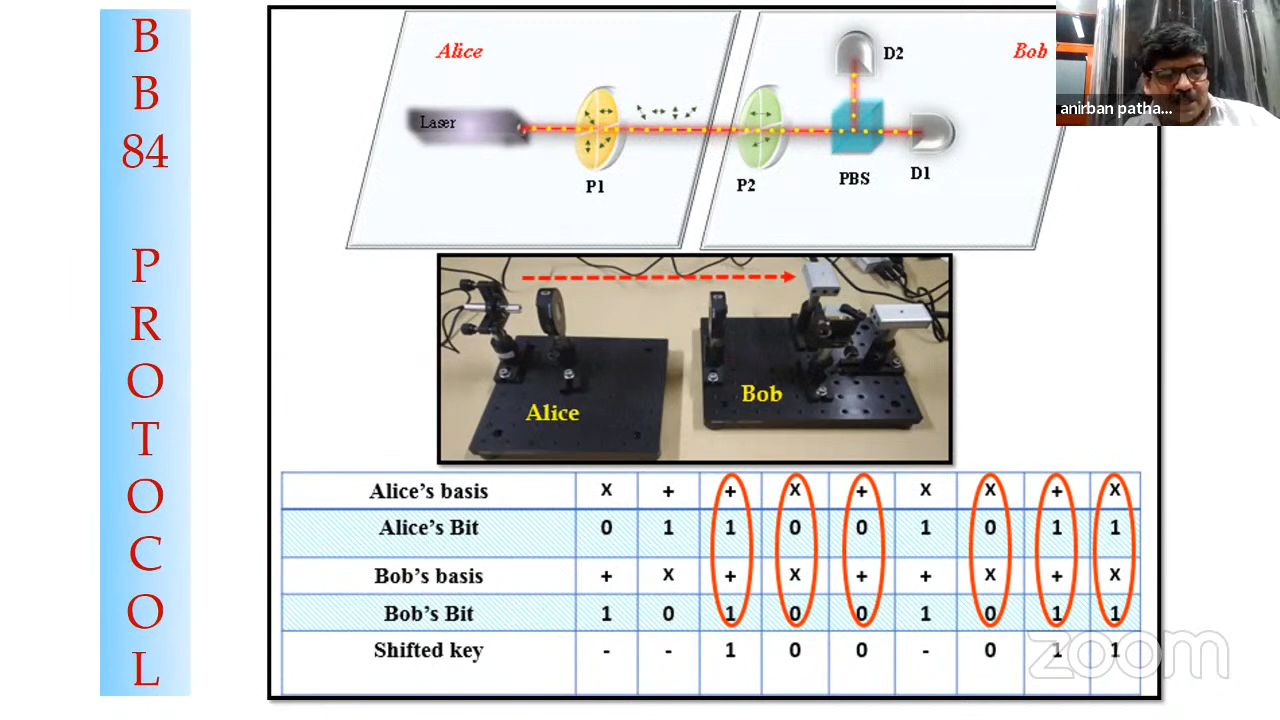 B
B
84
P
R
O
T
O
C
O
L
Alice
Bob
D2
Laser
P1
P2
PBS
D1
anirban patha...
Alice
Bob
Alice's basis X + + X + X X + X
Alice's Bit 0 1 1 0 0 1 0 1 1
Bob's basis + X + X + + X + X
Bob's Bit 1 0 1 0 0 1 0 1 1
Shifted key - - 1 0 0 - 0 1 1
zoom